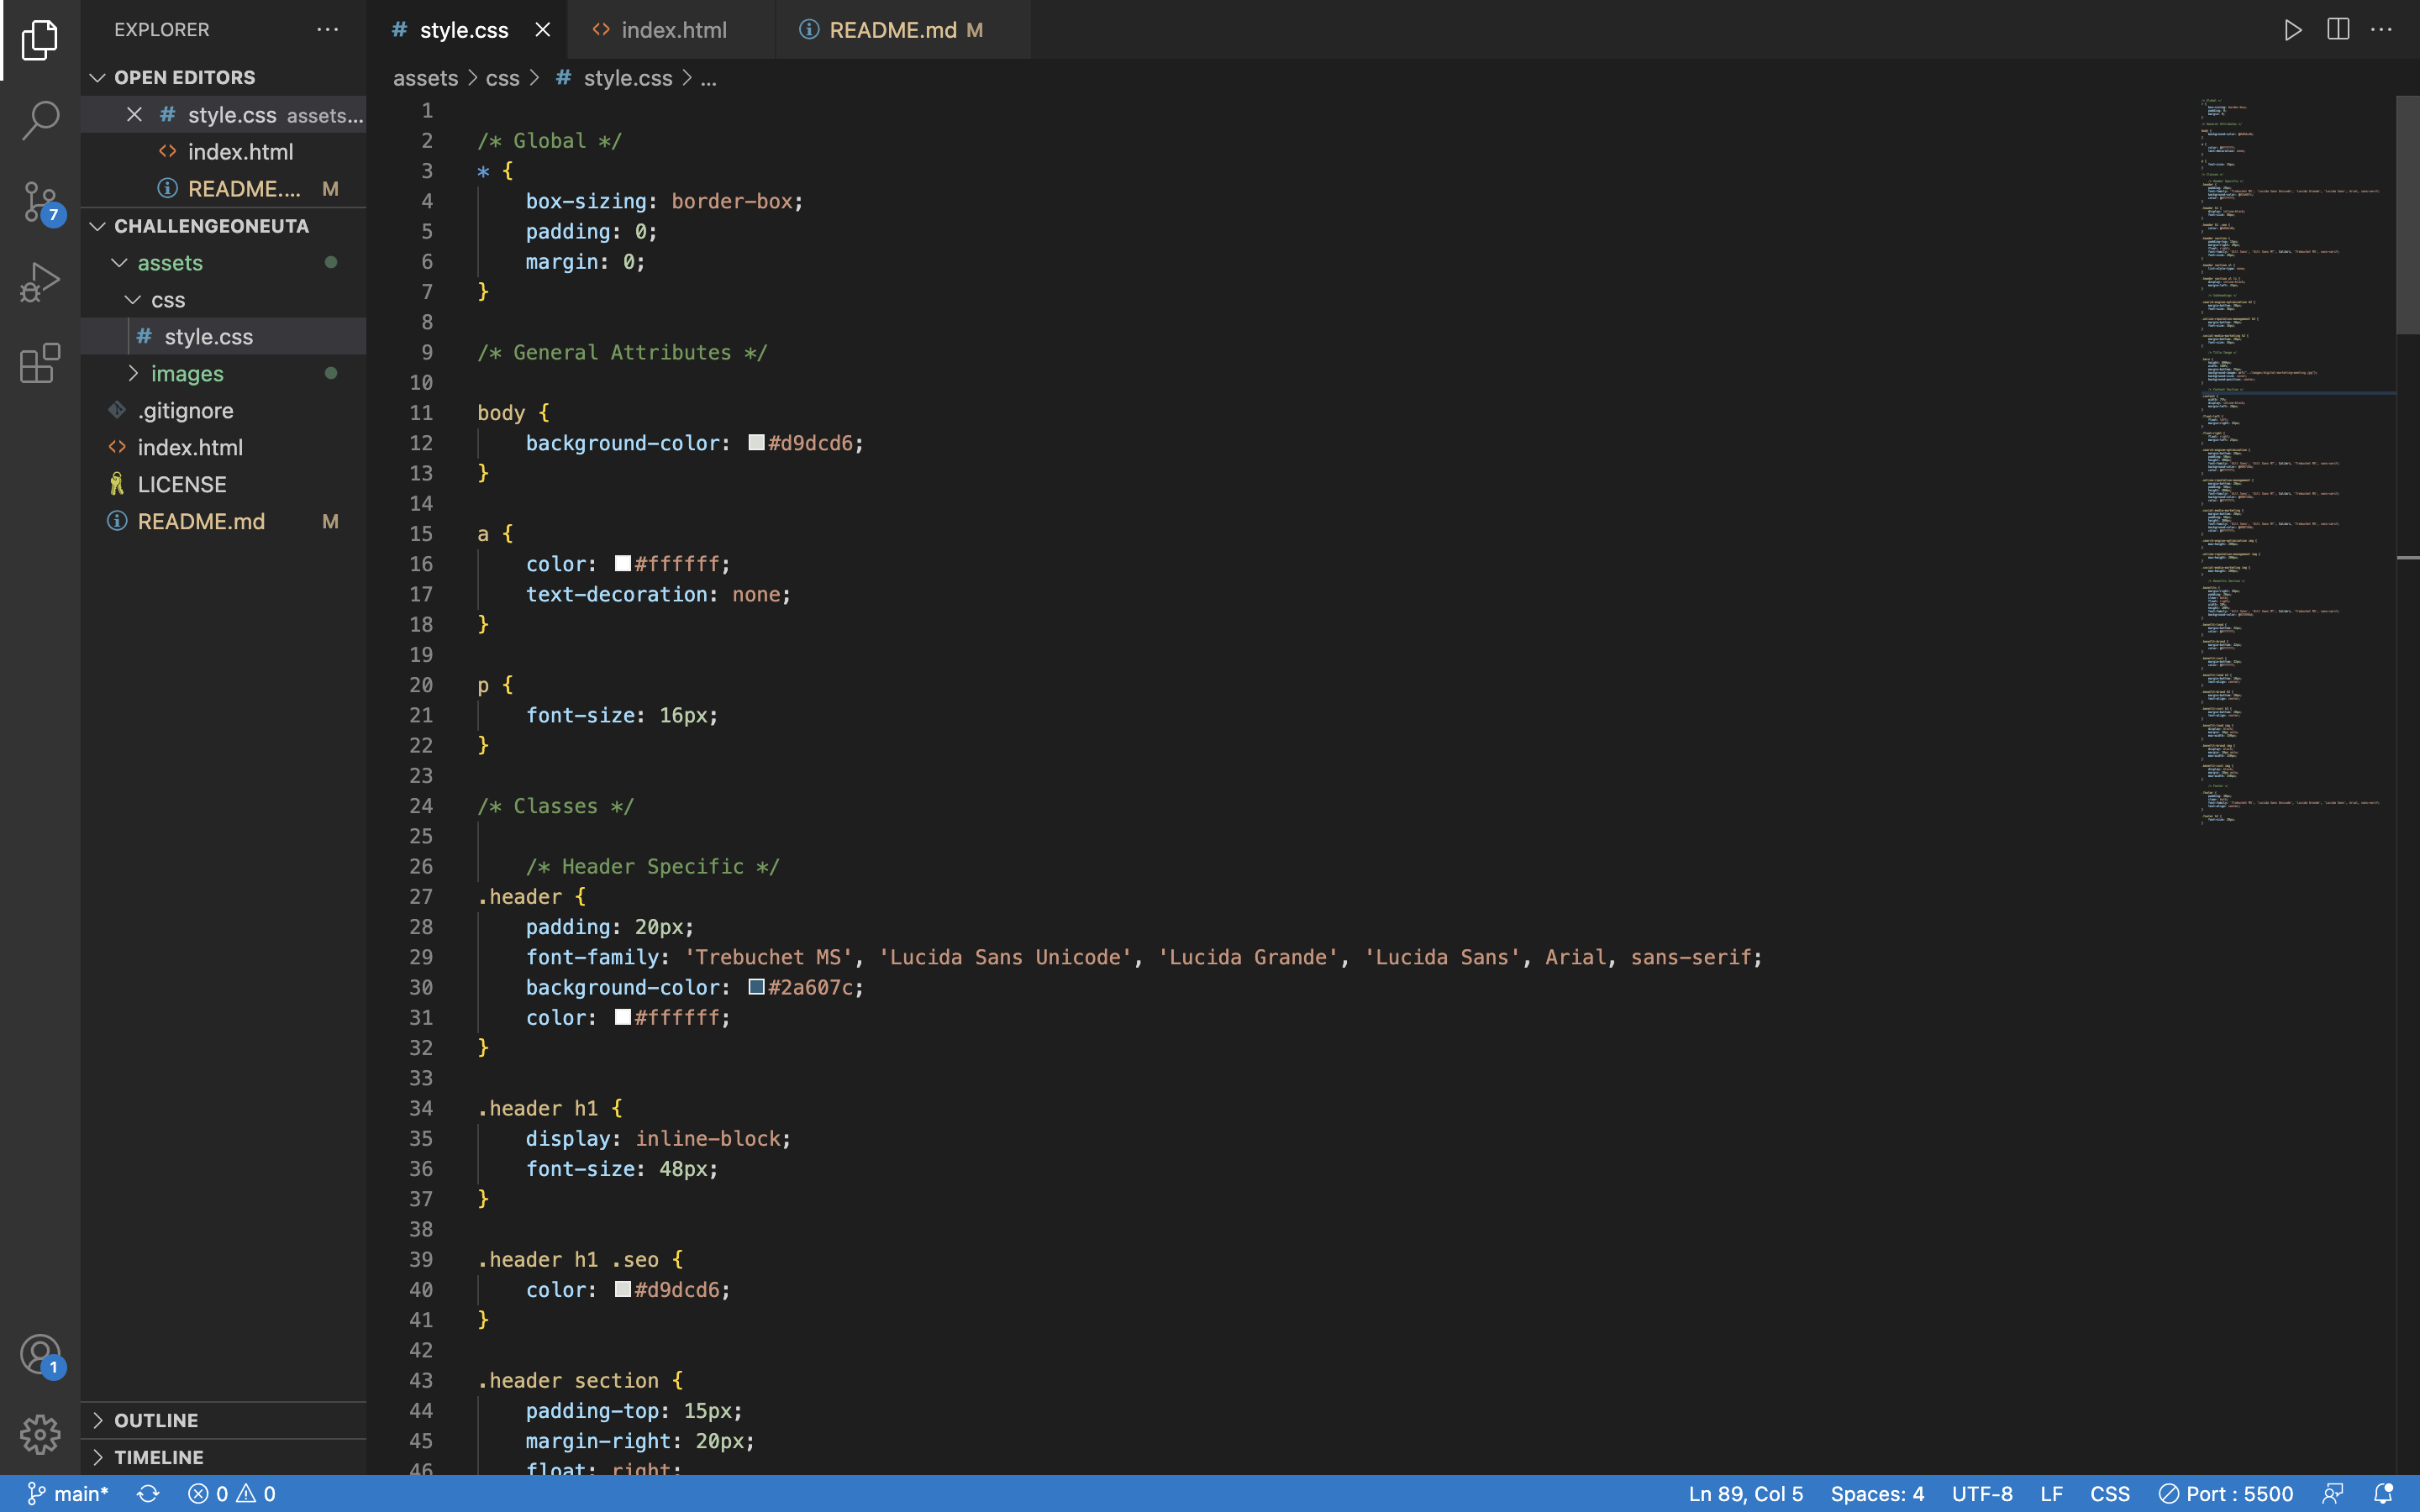 EXPLORER
OPEN EDITORS
style.css assets...
index.html
README.... M
7
CHALLENGEONEUTA
assets
css
style.css
images
.gitignore
index.html
LICENSE
README.md M
1
OUTLINE
TIMELINE
style.css
index.html
README.md M
assets > css > # style.css > ...
1
2 /* Global */
3 * {
4 box-sizing: border-box;
5 padding: 0;
6 margin: 0;
7 }
8
9 /* General Attributes */
10
11 body {
12 background-color: #d9dcd6;
13 }
14
15 a {
16 color: #ffffff;
17 text-decoration: none;
18 }
19
20 p {
21 font-size: 16px;
22 }
23
24 /* Classes */
25
26 /* Header Specific */
27 .header {
28 padding: 20px;
29 font-family: 'Trebuchet MS', 'Lucida Sans Unicode', 'Lucida Grande', 'Lucida Sans', Arial, sans-serif;
30 background-color: #2a607c;
31 color: #ffffff;
32 }
33
34 .header h1 {
35 display: inline-block;
36 font-size: 48px;
37 }
38
39 .header h1 .seo {
40 color: #d9dcd6;
41 }
42
43 .header section {
44 padding-top: 15px;
45 margin-right: 20px;
46 float: right;
main* 0 0
Ln 89, Col 5 Spaces: 4 UTF-8 LF CSS Port : 5500